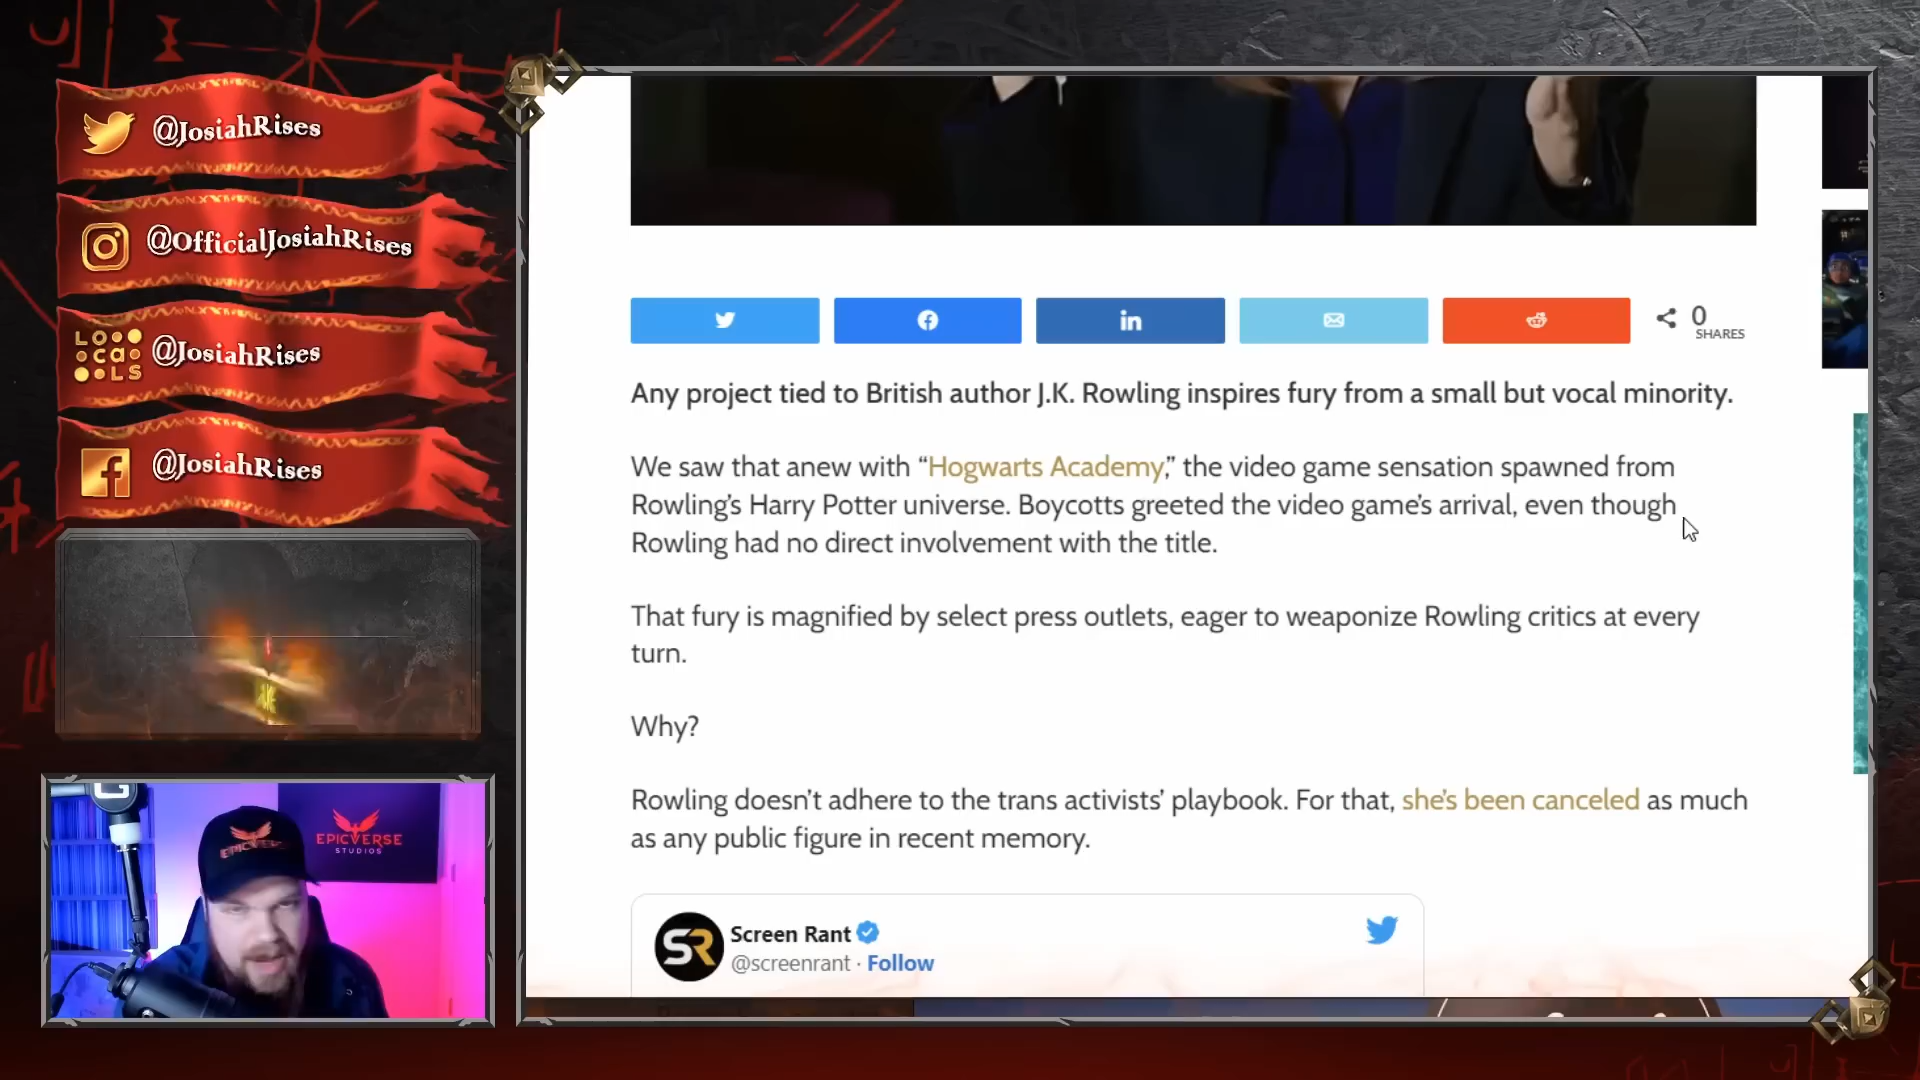 @JosiahRises
@OfficialJosiahRises
LOcals
@JosiahRises
@JosiahRises
EPICVERSE
STUDIOS
0
SHARES
Any project tied to British author J.K. Rowling inspires fury from a small but vocal minority.
We saw that anew with “Hogwarts Academy,” the video game sensation spawned from
Rowling’s Harry Potter universe. Boycotts greeted the video game’s arrival, even though
Rowling had no direct involvement with the title.
That fury is magnified by select press outlets, eager to weaponize Rowling critics at every
turn.
Why?
Rowling doesn’t adhere to the trans activists’ playbook. For that, she’s been canceled as much
as any public figure in recent memory.
SR
Screen Rant
@screenrant · Follow